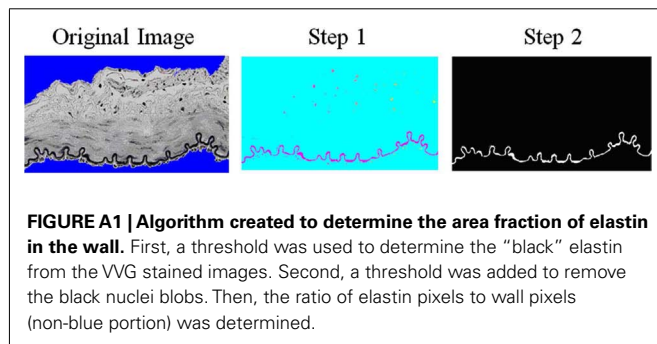 Original Image
Step 1
Step 2
FIGURE A1 | Algorithm created to determine the area fraction of elastin
in the wall. First, a threshold was used to determine the “black” elastin
from the VVG stained images. Second, a threshold was added to remove
the black nuclei blobs. Then, the ratio of elastin pixels to wall pixels
(non-blue portion) was determined.